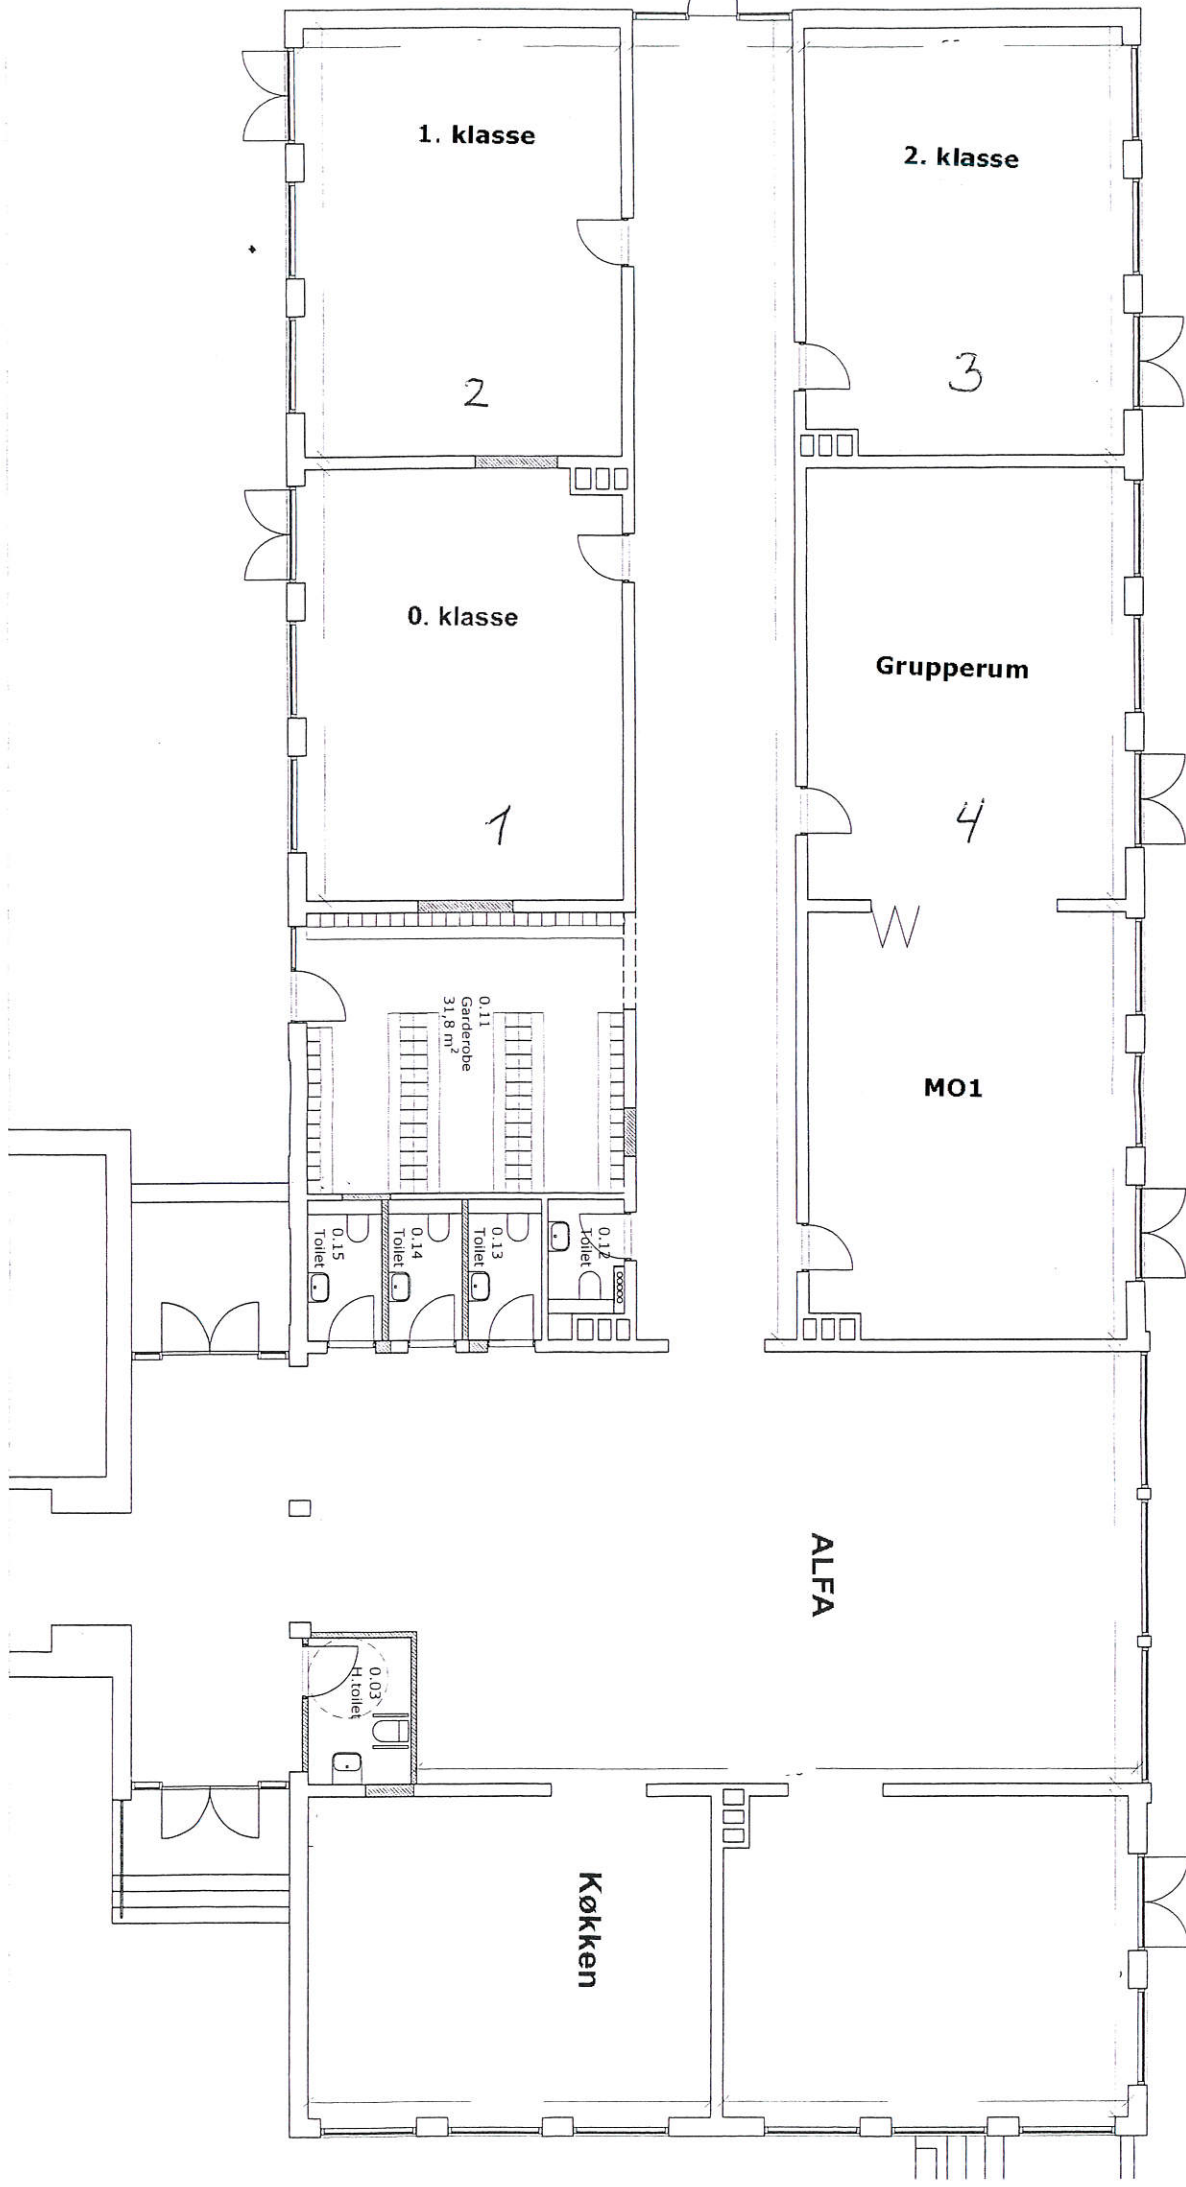 1. klasse
2. klasse
2
3
0. klasse
Grupperum
1
4
0.11
Garderobe
31,8 m²
MO1
0.15
Toilet
0.14
Toilet
0.13
Toilet
0.12
Toilet
ALFA
0.03
H.toilet
Køkken